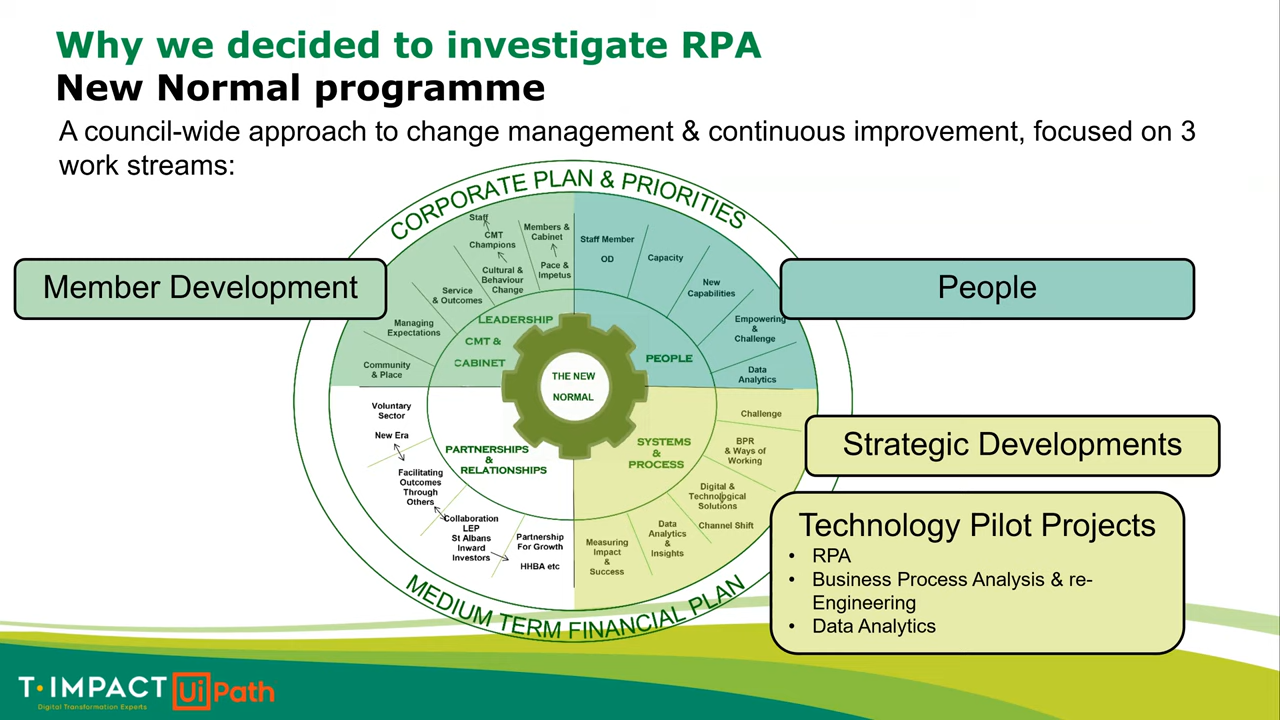 Why we decided to investigate RPA
New Normal programme
A council-wide approach to change management & continuous improvement, focused on 3
work streams:
CORPORATE PLAN & PRIORITIES
Member Development
Staff
CMT
Champions
Members &
Cabinet
Cultural &
Behaviour
Change
Pace &
Impetus
Service
& Outcomes
Managing
Expectations
Community
& Place
LEADERSHIP
CMT &
CABINET
People
Staff Member
OD
Capacity
New
Capabilities
Empowering
&
Challenge
Data
Analytics
PEOPLE
THE NEW
NORMAL
Voluntary
Sector
New Era
Facilitating
Outcomes
Through
Others
Collaboration
LEP
St Albans
Inward
Investors
Partnership
For Growth
HHBA etc
PARTNERSHIPS
&
RELATIONSHIPS
SYSTEMS
&
PROCESS
Challenge
BPR
& Ways of
Working
Digital &
Technological
Solutions
Channel Shift
Data
Analytics
&
Insights
Measuring
Impact
&
Success
Strategic Developments
Technology Pilot Projects
• RPA
• Business Process Analysis & re-
Engineering
• Data Analytics
MEDIUM TERM FINANCIAL PLAN
T·IMPACT
Digital Transformation Experts
UiPath